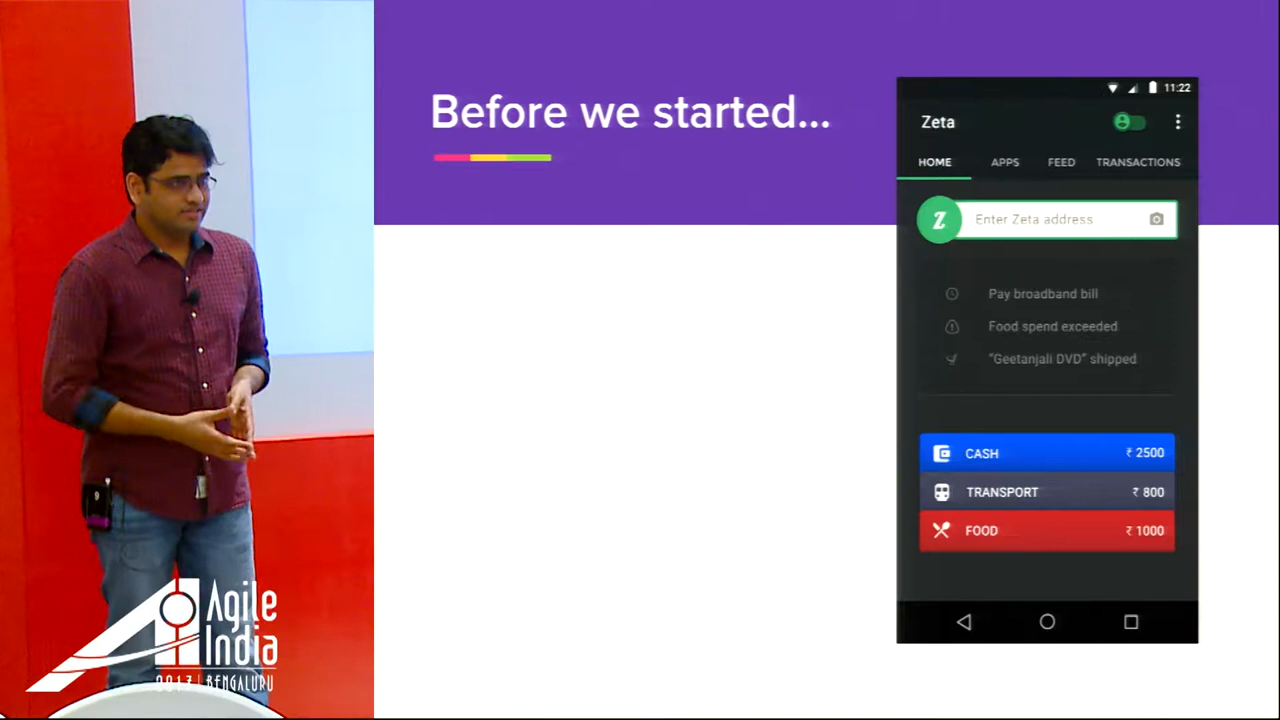 Before we started...
11:22
Zeta
HOME APPS FEED TRANSACTIONS
Z Enter Zeta address
Pay broadband bill
Food spend exceeded
“Geetanjali DVD” shipped
CASH ₹ 2500
TRANSPORT ₹ 800
FOOD ₹ 1000
Agile
India
2017 | BENGALURU